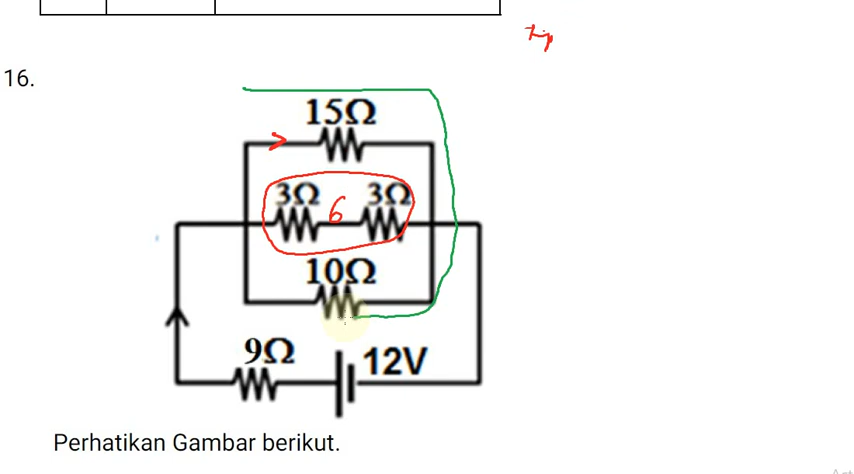 16.
15Ω
3Ω 6 3Ω
10Ω
9Ω 12V
Perhatikan Gambar berikut.